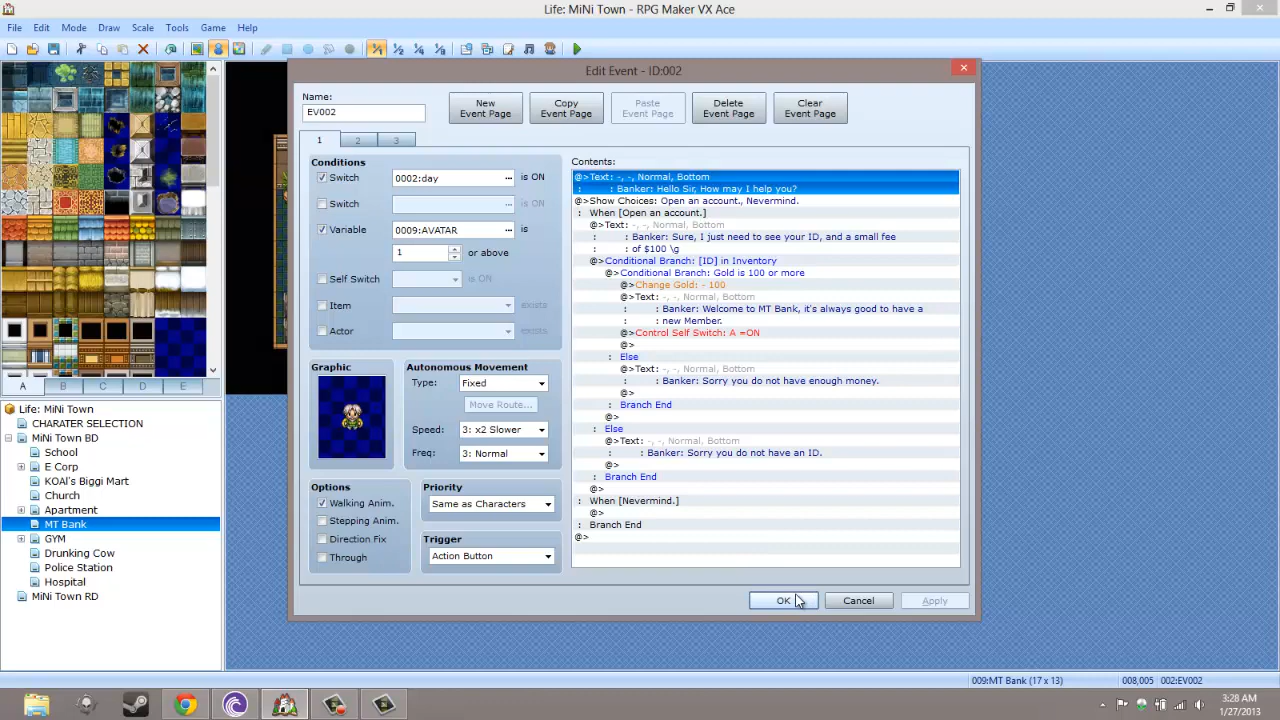 Life: MiNi Town - RPG Maker VX Ace
File Edit Mode Draw Scale Game Tools Help
Edit Event - ID:002
Name:
EV002
New Event Page
Copy Event Page
Paste Event Page
Delete Event Page
Clear Event Page
1 2 3
Conditions
Switch 0002:day ... is ON
Switch ... is ON
Variable 0009:AVATAR ... is
1 or above
Self Switch is ON
Item exists
Actor exists
Graphic
Autonomous Movement
Type: Fixed
Move Route...
Speed: 3: x2 Slower
Freq: 3: Normal
Options
Walking Anim.
Stepping Anim.
Direction Fix
Through
Priority
Same as Characters
Trigger
Action Button
Contents:
@>Text: -, -, Normal, Bottom
: : Banker: Hello Sir, How may I help you?
@>Show Choices: Open an account., Nevermind.
: When [Open an account.]
@>Text: -, -, Normal, Bottom
: : Banker: Sure, I just need to see your ID, and a small fee
: : of $100 \g
@>Conditional Branch: [ID] in Inventory
@>Conditional Branch: Gold is 100 or more
@>Change Gold: - 100
@>Text: -, -, Normal, Bottom
: : Banker: Welcome to MT Bank, it's always good to have a
: : new Member.
@>Control Self Switch: A =ON
@>
: Else
@>Text: -, -, Normal, Bottom
: : Banker: Sorry you do not have enough money.
@>
: Branch End
@>
: Else
@>Text: -, -, Normal, Bottom
: : Banker: Sorry you do not have an ID.
@>
: Branch End
@>
: When [Nevermind.]
@>
: Branch End
@>
OK Cancel Apply
A B C D E
Life: MiNi Town
CHARATER SELECTION
MiNi Town BD
School
E Corp
KOAl's Biggi Mart
Church
Apartment
MT Bank
GYM
Drunking Cow
Police Station
Hospital
MiNi Town RD
009:MT Bank (17 x 13) 008,005 002:EV002
3:28 AM
1/27/2013